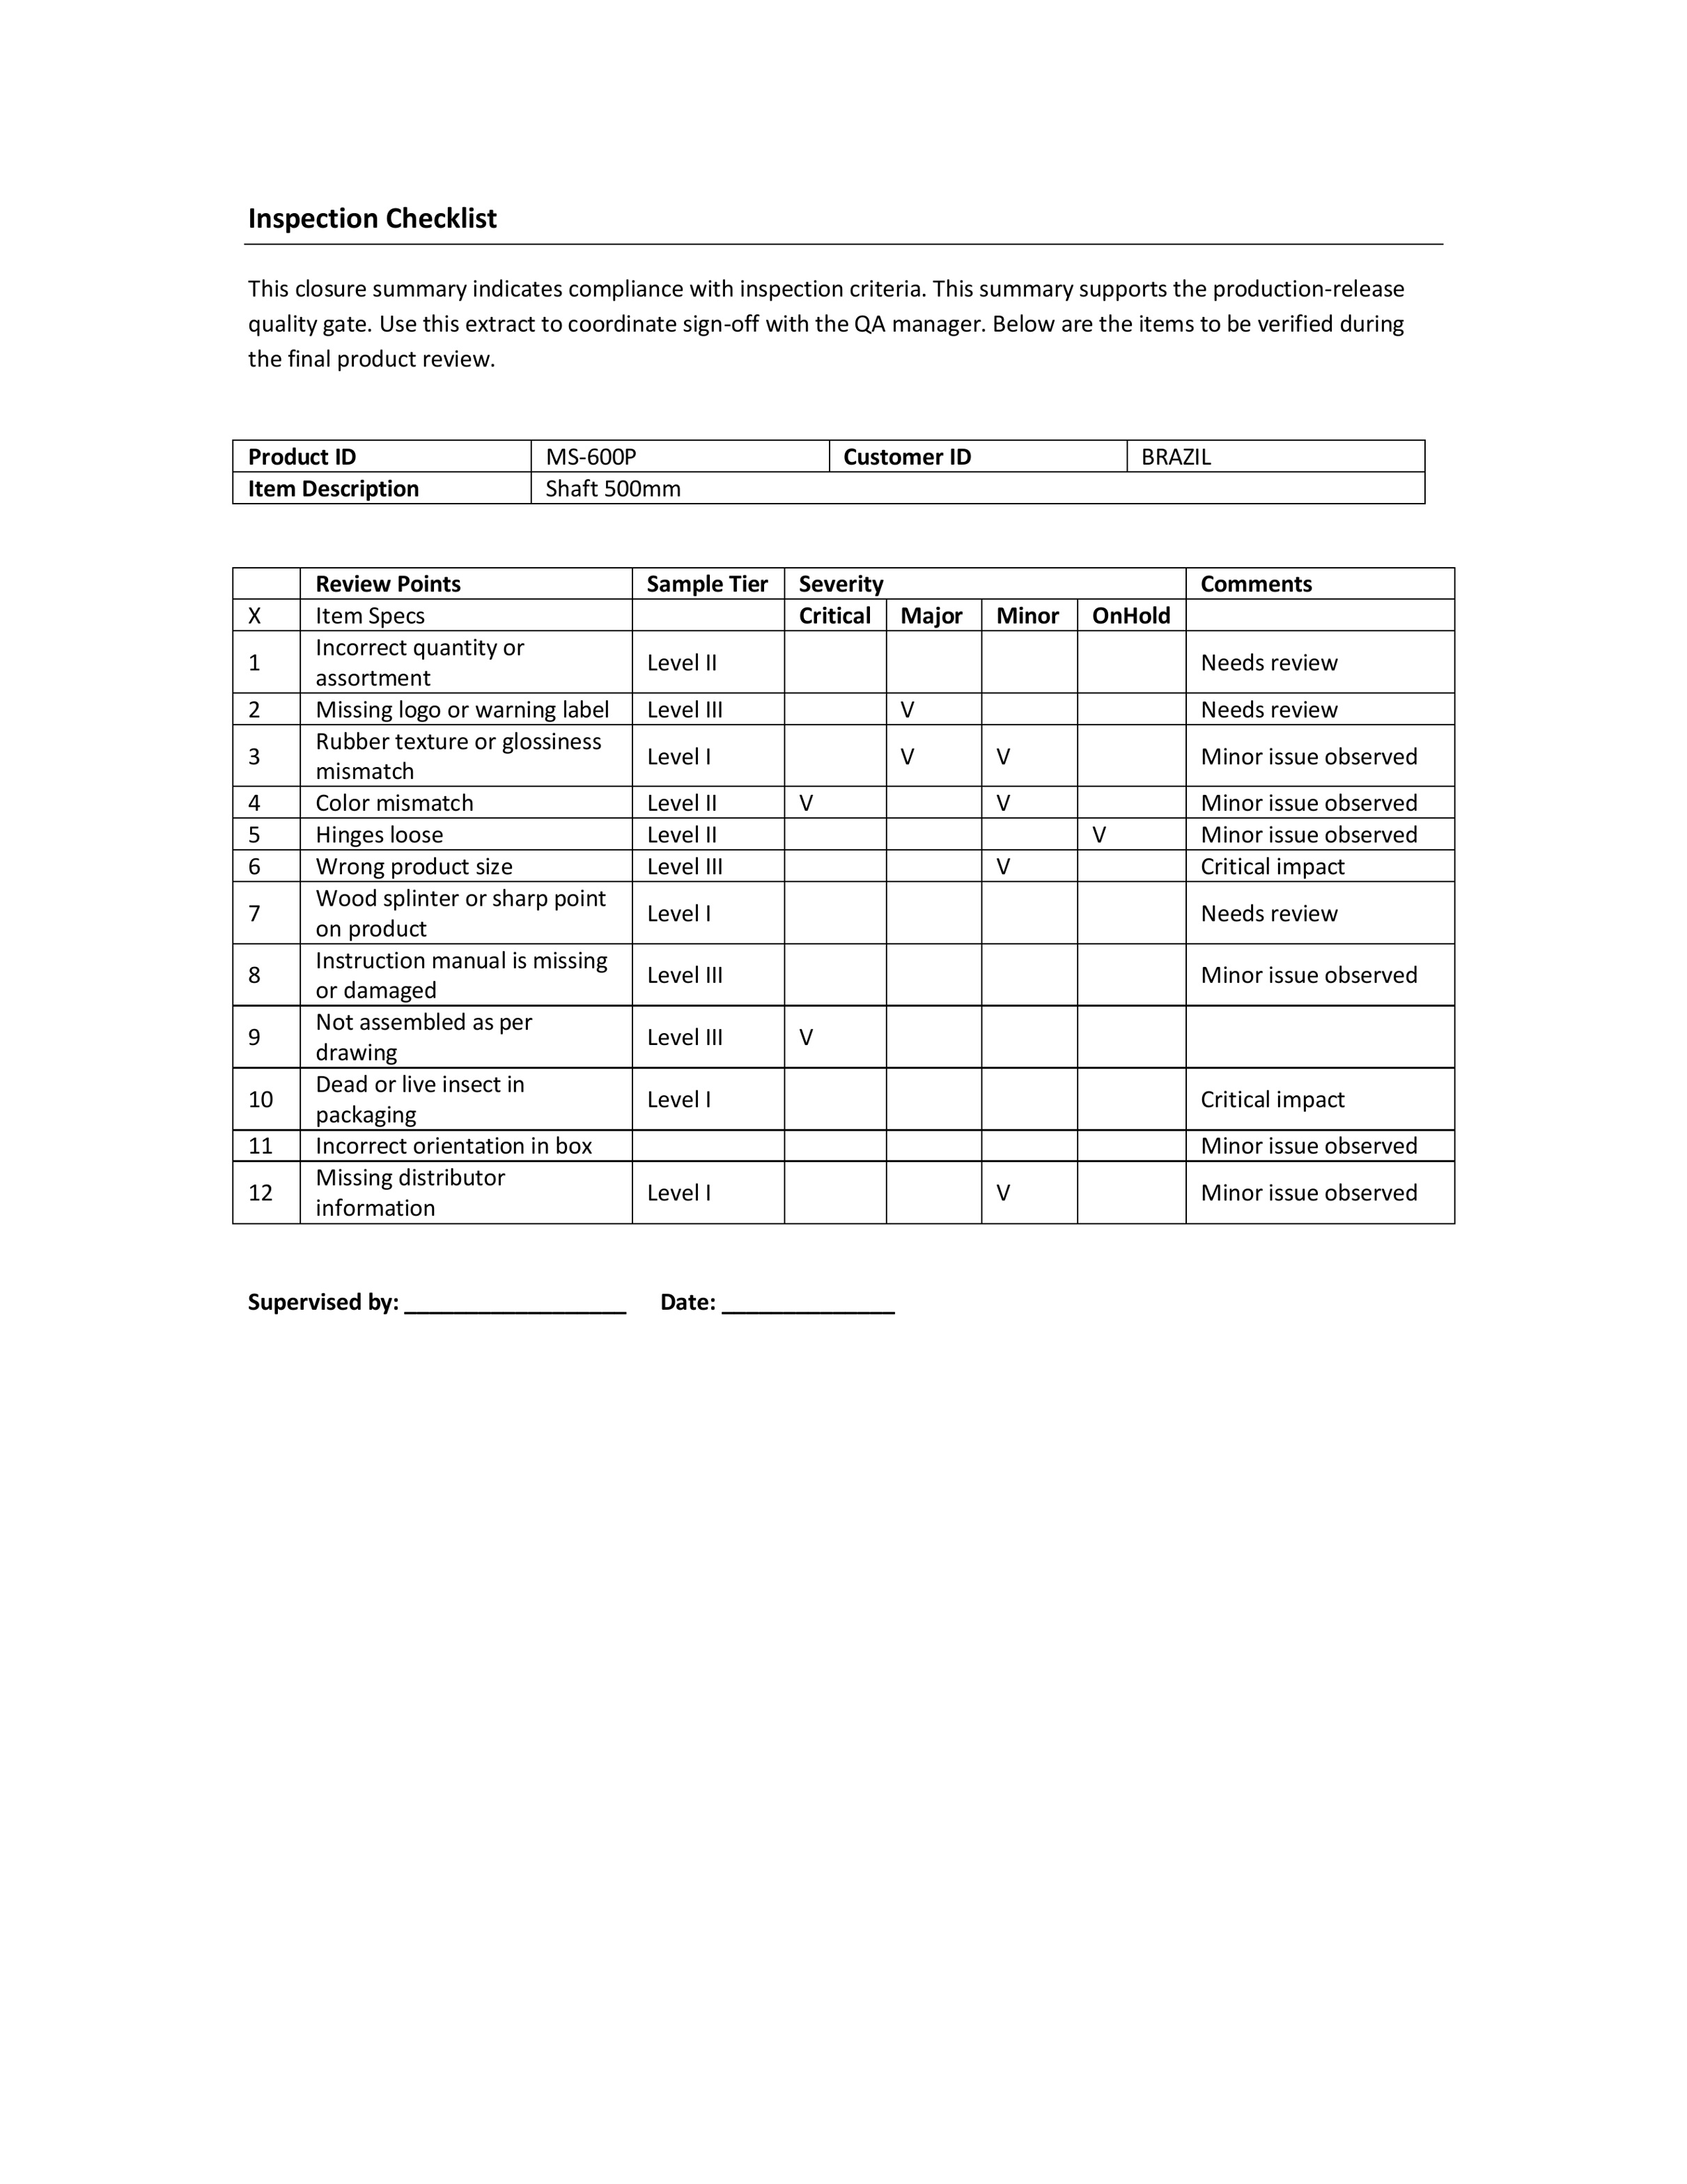 Inspection Checklist
This closure summary indicates compliance with inspection criteria. This summary supports the production-release
quality gate. Use this extract to coordinate sign-off with the QA manager. Below are the items to be verified during
the final product review.
Product ID MS-600P Customer ID BRAZIL
Item Description Shaft 500mm
Review Points Sample Tier Severity Comments
X Item Specs Critical Major Minor OnHold
1 Incorrect quantity or assortment Level II Needs review
2 Missing logo or warning label Level III V Needs review
3 Rubber texture or glossiness mismatch Level I V V Minor issue observed
4 Color mismatch Level II V V Minor issue observed
5 Hinges loose Level II V Minor issue observed
6 Wrong product size Level III V Critical impact
7 Wood splinter or sharp point on product Level I Needs review
8 Instruction manual is missing or damaged Level III Minor issue observed
9 Not assembled as per drawing Level III V
10 Dead or live insect in packaging Level I Critical impact
11 Incorrect orientation in box Minor issue observed
12 Missing distributor information Level I V Minor issue observed
Supervised by: __________________ Date: ______________